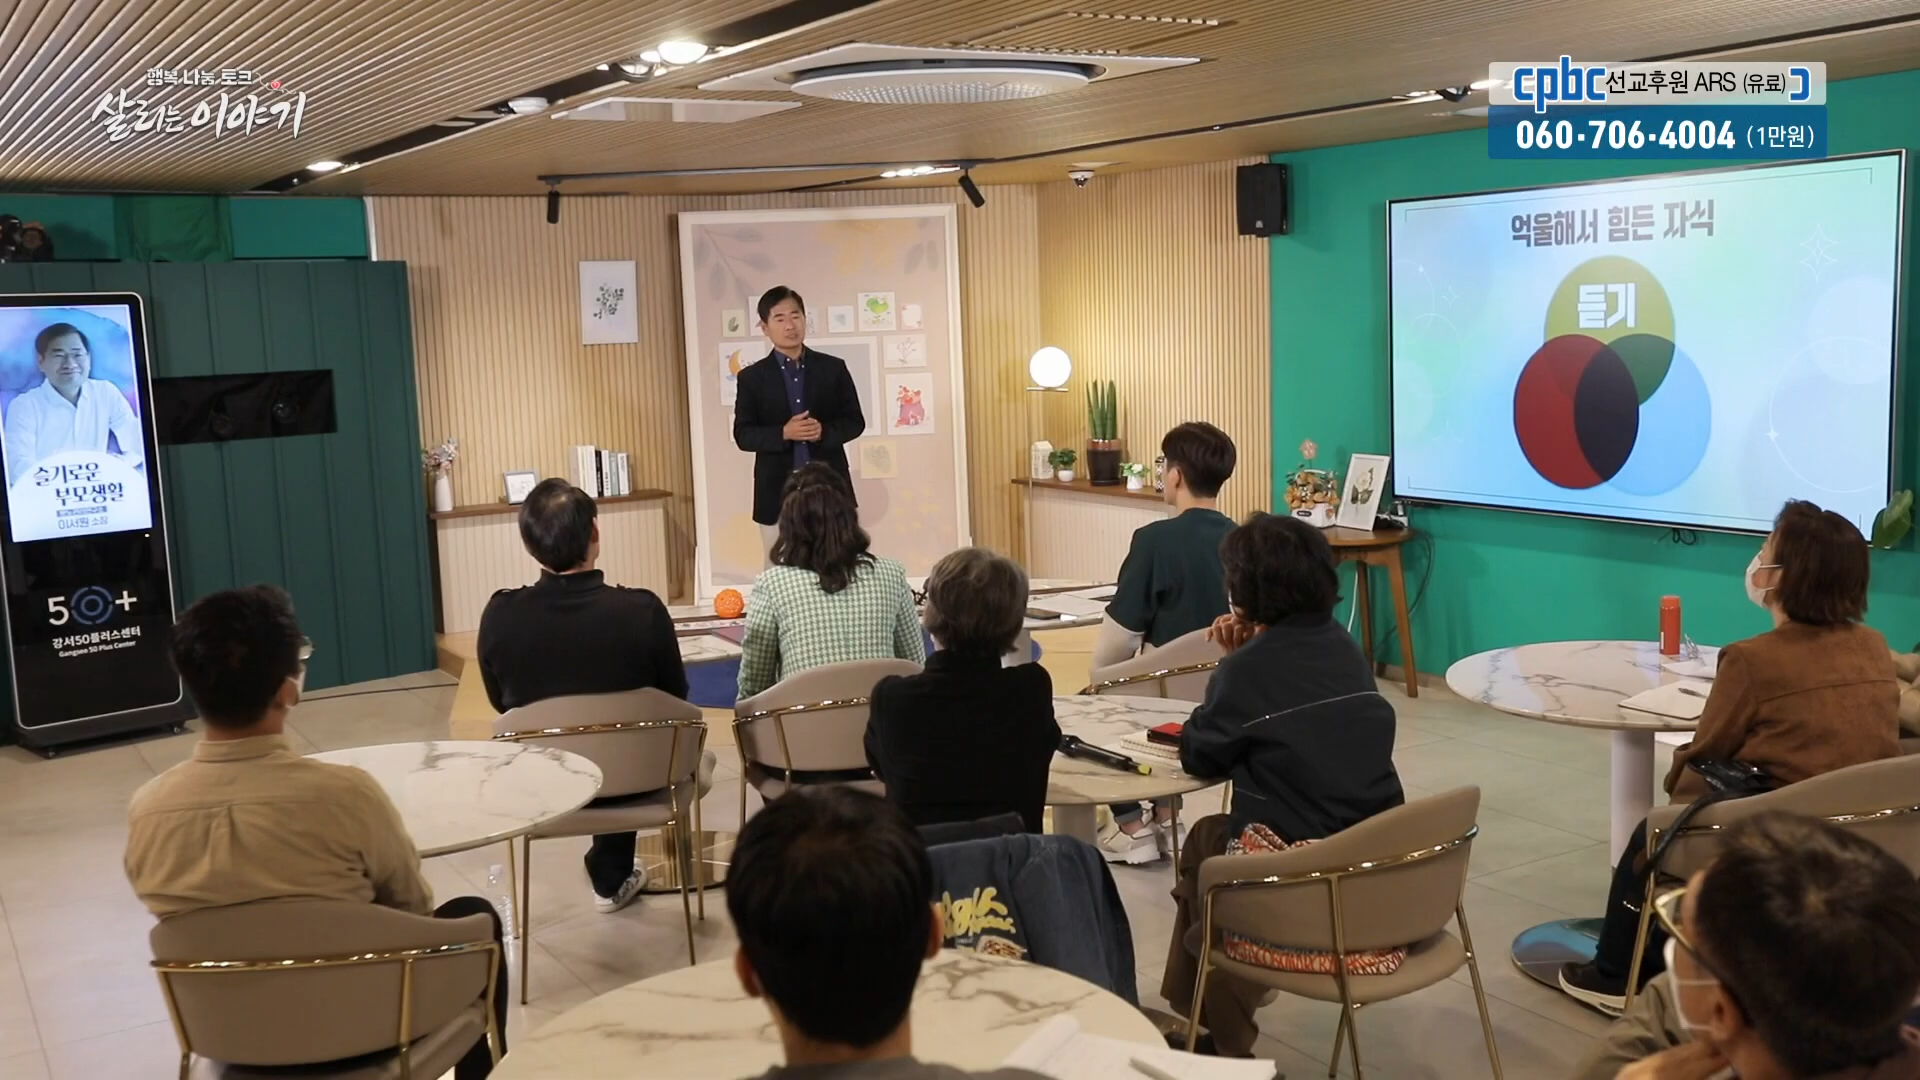 행복 나눔 토크
살리는 이야기
cpbc 선교후원 ARS (유료)
060·706·4004 (1만원)
억울해서 힘든 자식
듣기
슬기로운
부모생활
이서원 소장
50+
강서50플러스센터
Gangseo 50 Plus Center